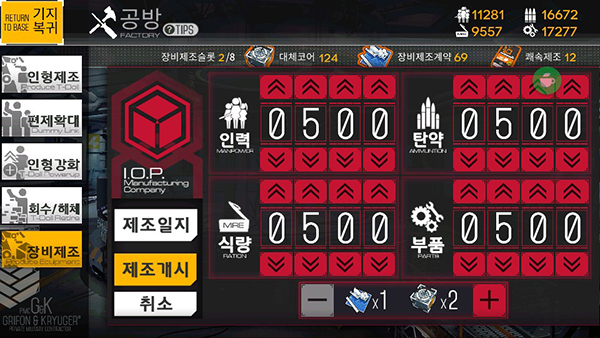 RETURN TO BASE 기지 복귀
공방
FACTORY
? TIPS
11281
16672
9557
17277
장비제조슬롯 2/8
대체코어 124
장비제조계약 69
쾌속제조 12
인형제조
Produce T-Doll
편제확대
Dummy Link
인형강화
T-Doll Powerup
회수/해체
T-Doll Retire
장비제조
Produce Equipment
I.O.P.
Manufacturing
Company
제조일지
제조개시
취소
인력
MANPOWER
0500
탄약
AMMUNITION
0500
MRE
식량
RATION
0500
부품
PARTS
0500
x1
x2
PMC G&K
GRIFON & KRYUGER
PRIVATE MILITARY CONTRACTOR